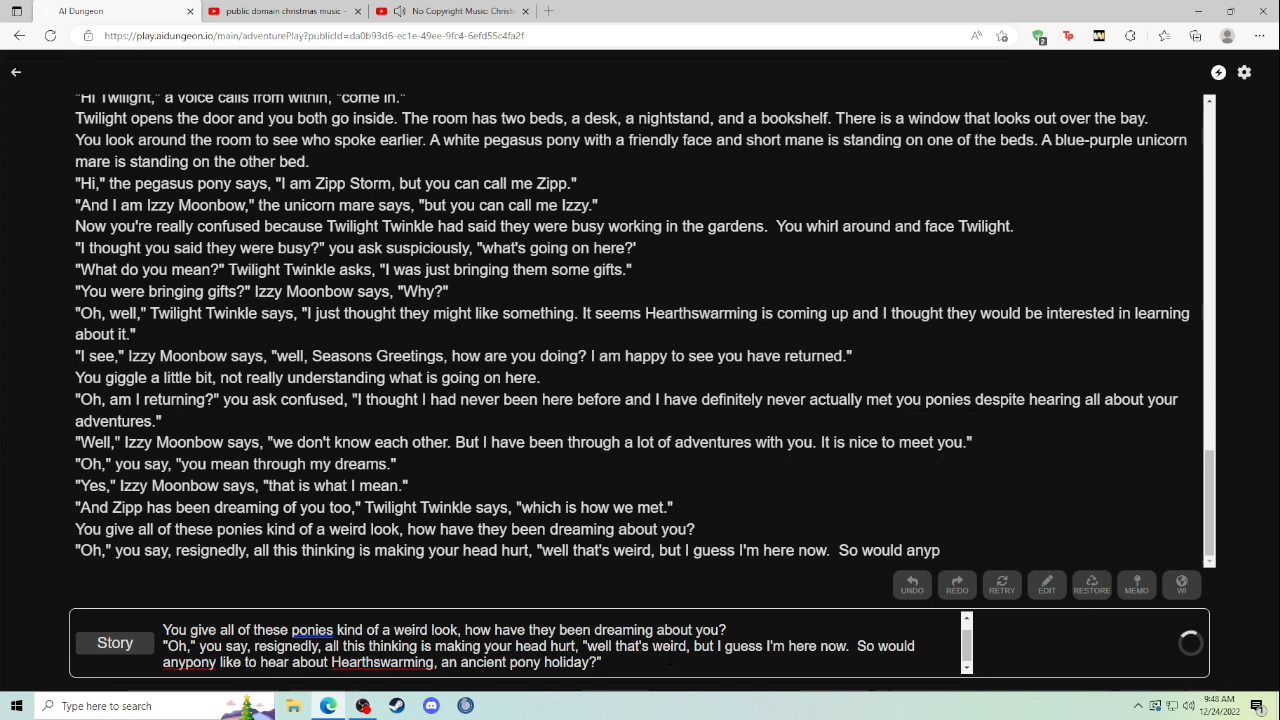 AI Dungeon
public domain christmas music -
No Copyright Music: Christm
https://play.aidungeon.io/main/adventurePlay?publicId=da0b93d6-ec1e-49ee-9fc4-6efd55c4fa2f
"Hi Twilight," a voice calls from within, "come in."
Twilight opens the door and you both go inside. The room has two beds, a desk, a nightstand, and a bookshelf. There is a window that looks out over the bay.
You look around the room to see who spoke earlier. A white pegasus pony with a friendly face and short mane is standing on one of the beds. A blue-purple unicorn
mare is standing on the other bed.
"Hi," the pegasus pony says, "I am Zipp Storm, but you can call me Zipp."
"And I am Izzy Moonbow," the unicorn mare says, "but you can call me Izzy."
Now you're really confused because Twilight Twinkle had said they were busy working in the gardens.  You whirl around and face Twilight.
"I thought you said they were busy?" you ask suspiciously, "what's going on here?'
"What do you mean?" Twilight Twinkle asks, "I was just bringing them some gifts."
"You were bringing gifts?" Izzy Moonbow says, "Why?"
"Oh, well," Twilight Twinkle says, "I just thought they might like something. It seems Hearthswarming is coming up and I thought they would be interested in learning
about it."
"I see," Izzy Moonbow says, "well, Seasons Greetings, how are you doing? I am happy to see you have returned."
You giggle a little bit, not really understanding what is going on here.
"Oh, am I returning?" you ask confused, "I thought I had never been here before and I have definitely never actually met you ponies despite hearing all about your
adventures."
"Well," Izzy Moonbow says, "we don't know each other. But I have been through a lot of adventures with you. It is nice to meet you."
"Oh," you say, "you mean through my dreams."
"Yes," Izzy Moonbow says, "that is what I mean."
"And Zipp has been dreaming of you too," Twilight Twinkle says, "which is how we met."
You give all of these ponies kind of a weird look, how have they been dreaming about you?
"Oh," you say, resignedly, all this thinking is making your head hurt, "well that's weird, but I guess I'm here now.  So would anyp
UNDO REDO RETRY EDIT RESTORE MEMO WI
Story
You give all of these ponies kind of a weird look, how have they been dreaming about you?
"Oh," you say, resignedly, all this thinking is making your head hurt, "well that's weird, but I guess I'm here now.  So would
anypony like to hear about Hearthswarming, an ancient pony holiday?"
Type here to search
9:48 AM
12/24/2022